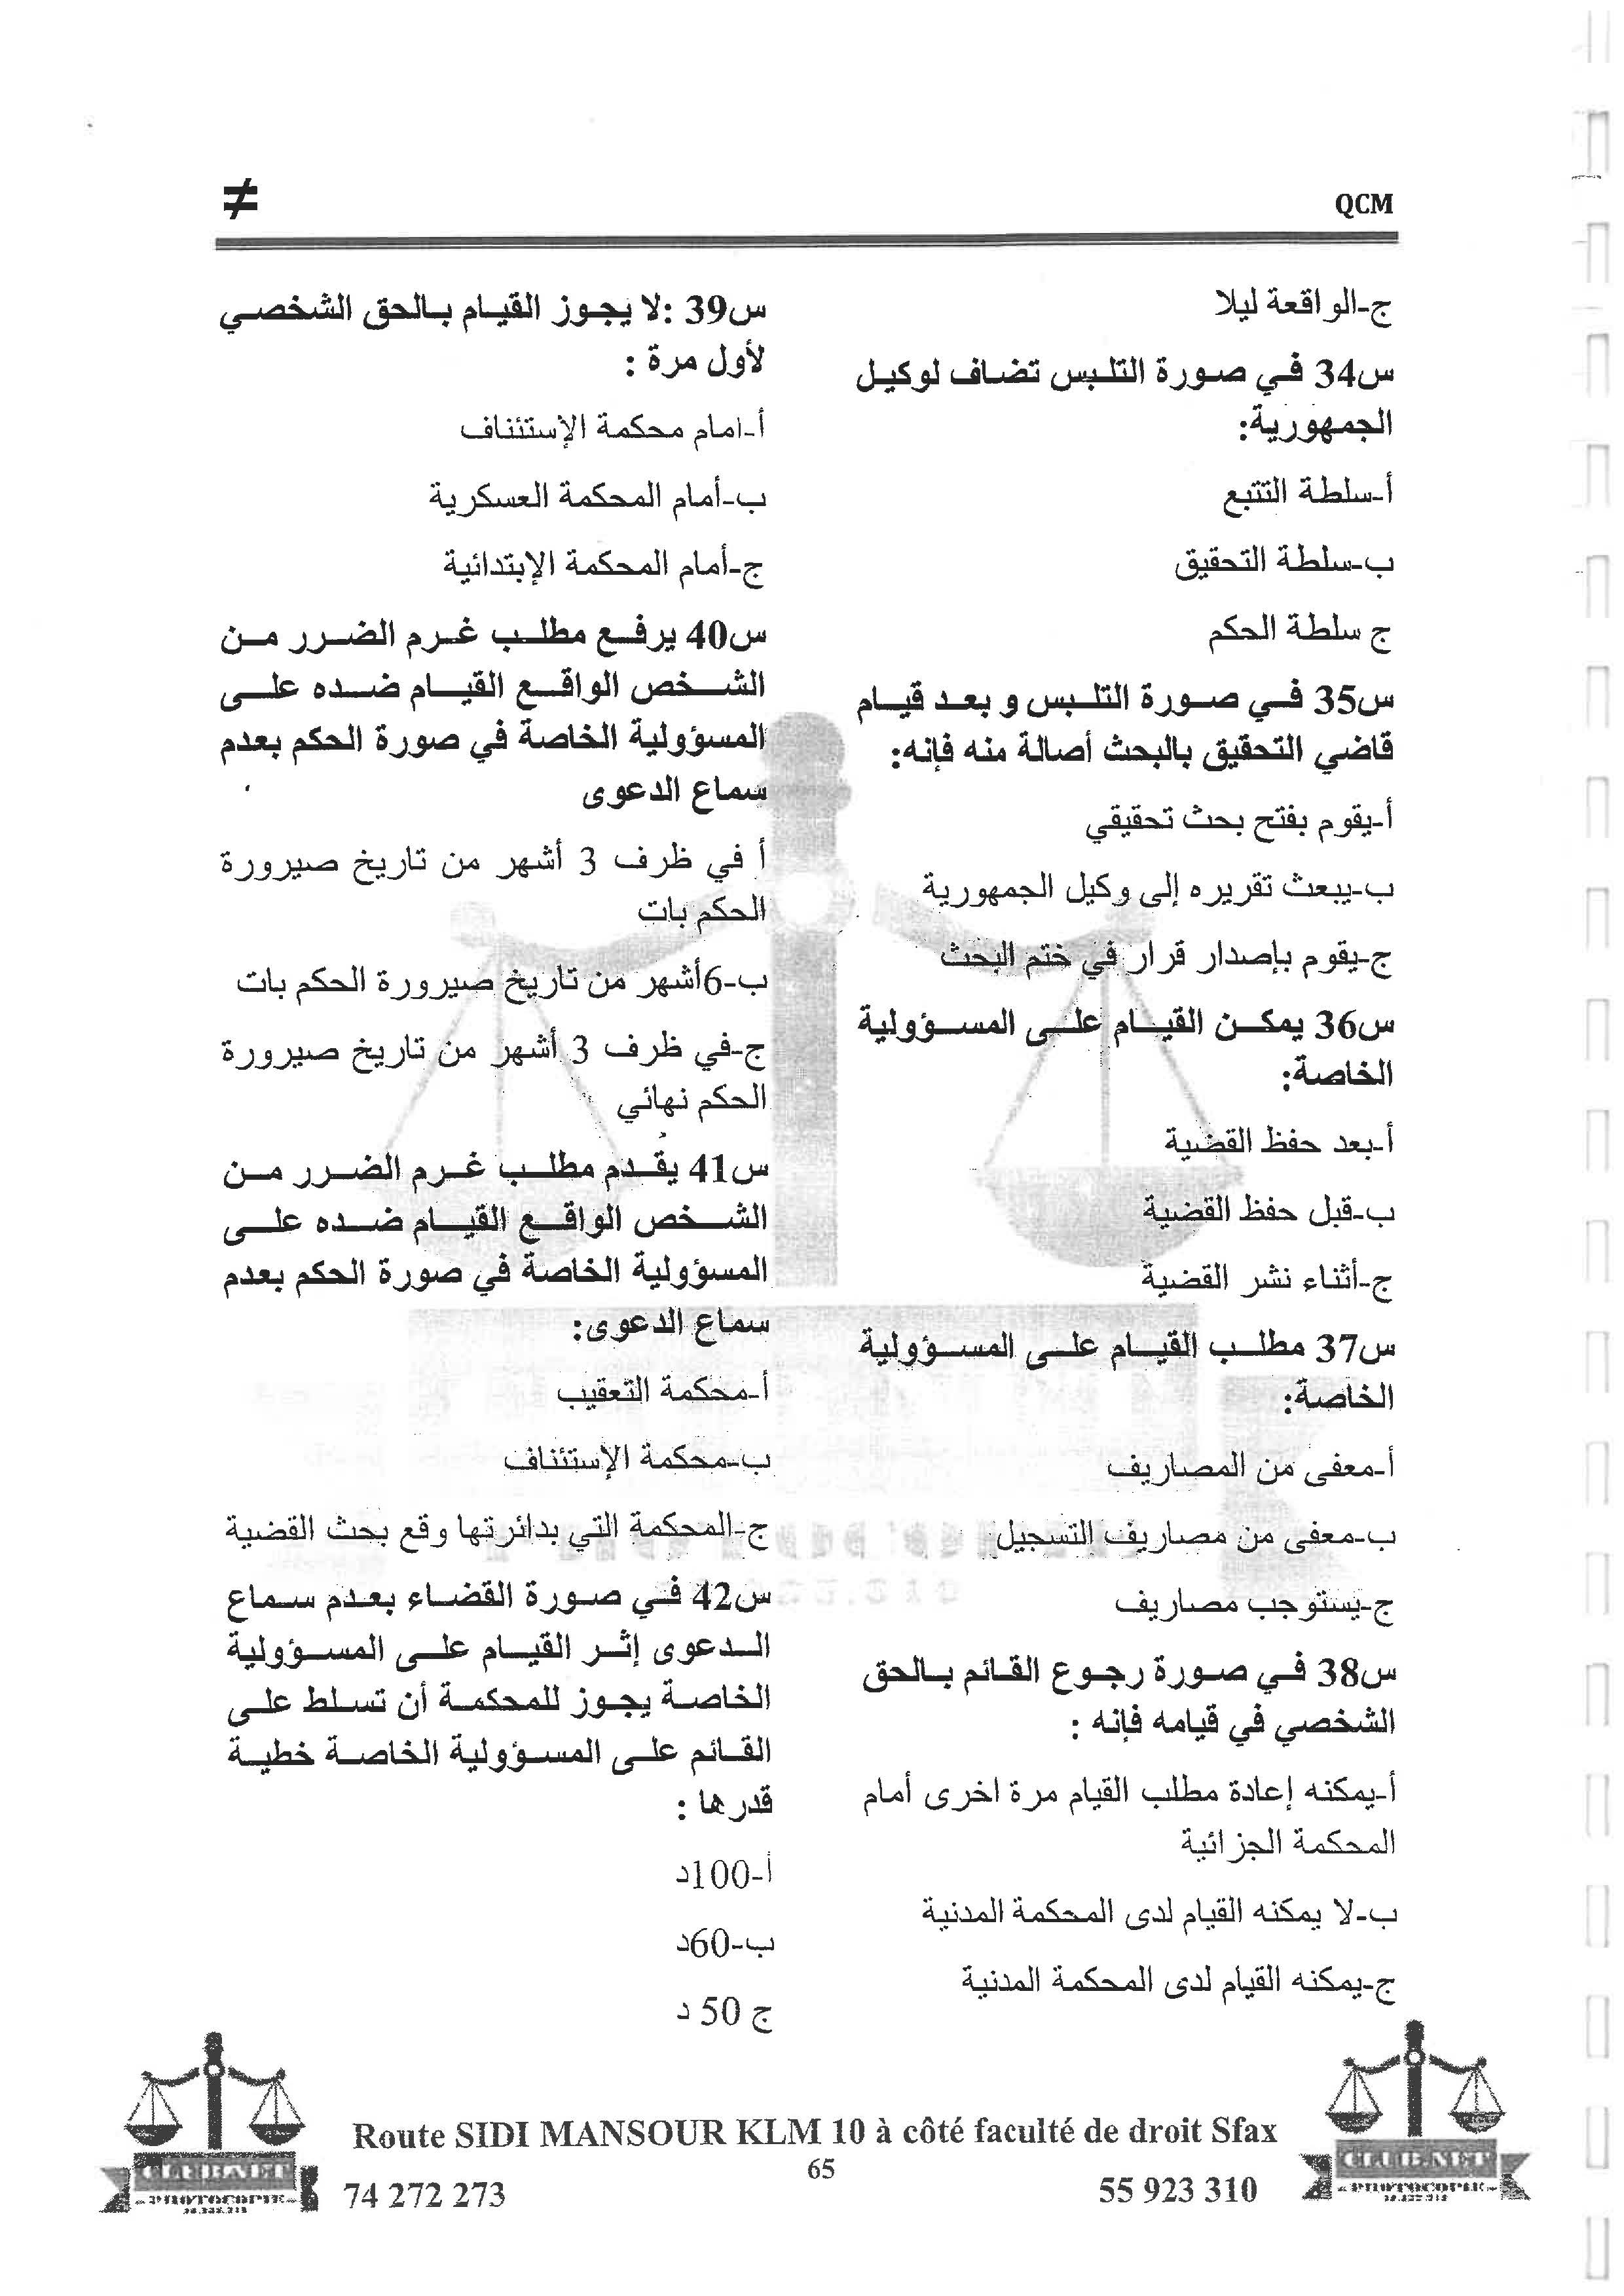 QCM
≠
ج-الواقعة ليلا
س34 في صورة التلبس تضاف لوكيل
الجمهورية:
أ-سلطة التتبع
ب-سلطة التحقيق
ج سلطة الحكم
س35 في صورة التلبس و بعد قيام
قاضي التحقيق بالبحث أصالة منه فإنه:
أ-يقوم بفتح بحث تحقيقي
ب-يبعث تقريره إلى وكيل الجمهورية
ج-يقوم بإصدار قرار في ختم البحث
س36 يمكن القيام على المسؤولية
الخاصة:
أ-بعد حفظ القضية
ب-قبل حفظ القضية
ج-أثناء نشر القضية
س37 مطلب القيام على المسؤولية
الخاصة:
أ-معفى من المصاريف
ب-معفى من مصاريف التسجيل
ج-يستوجب مصاريف
س38 في صورة رجوع القائم بالحق
الشخصي في قيامه فإنه :
أ-يمكنه إعادة مطلب القيام مرة اخرى أمام
المحكمة الجزائية
ب-لا يمكنه القيام لدى المحكمة المدنية
ج-يمكنه القيام لدى المحكمة المدنية
س39 :لا يجوز القيام بالحق الشخصي
لأول مرة :
أ-امام محكمة الإستئناف
ب-أمام المحكمة العسكرية
ج-أمام المحكمة الإبتدائية
س40 يرفع مطلب غرم الضرر من
الشخص الواقع القيام ضده على
المسؤولية الخاصة في صورة الحكم بعدم
سماع الدعوى
أ في ظرف 3 أشهر من تاريخ صيرورة
الحكم بات
ب-6أشهر من تاريخ صيرورة الحكم بات
ج-في ظرف 3 أشهر من تاريخ صيرورة
الحكم نهائي
س41 يقدم مطلب غرم الضرر من
الشخص الواقع القيام ضده على
المسؤولية الخاصة في صورة الحكم بعدم
سماع الدعوى:
أ-محكمة التعقيب
ب-محكمة الإستئناف
ج-المحكمة التي بدائرتها وقع بحث القضية
س42 في صورة القضاء بعدم سماع
الدعوى إثر القيام على المسؤولية
الخاصة يجوز للمحكمة أن تسلط على
القائم على المسؤولية الخاصة خطية
قدرها :
أ-100د
ب-60د
ج 50 د
Route SIDI MANSOUR KLM 10 à côté faculté de droit Sfax
65
74 272 273
55 923 310
CLUB.NET
PHOTOCOPIE
CLUB.NET
PHOTOCOPIE